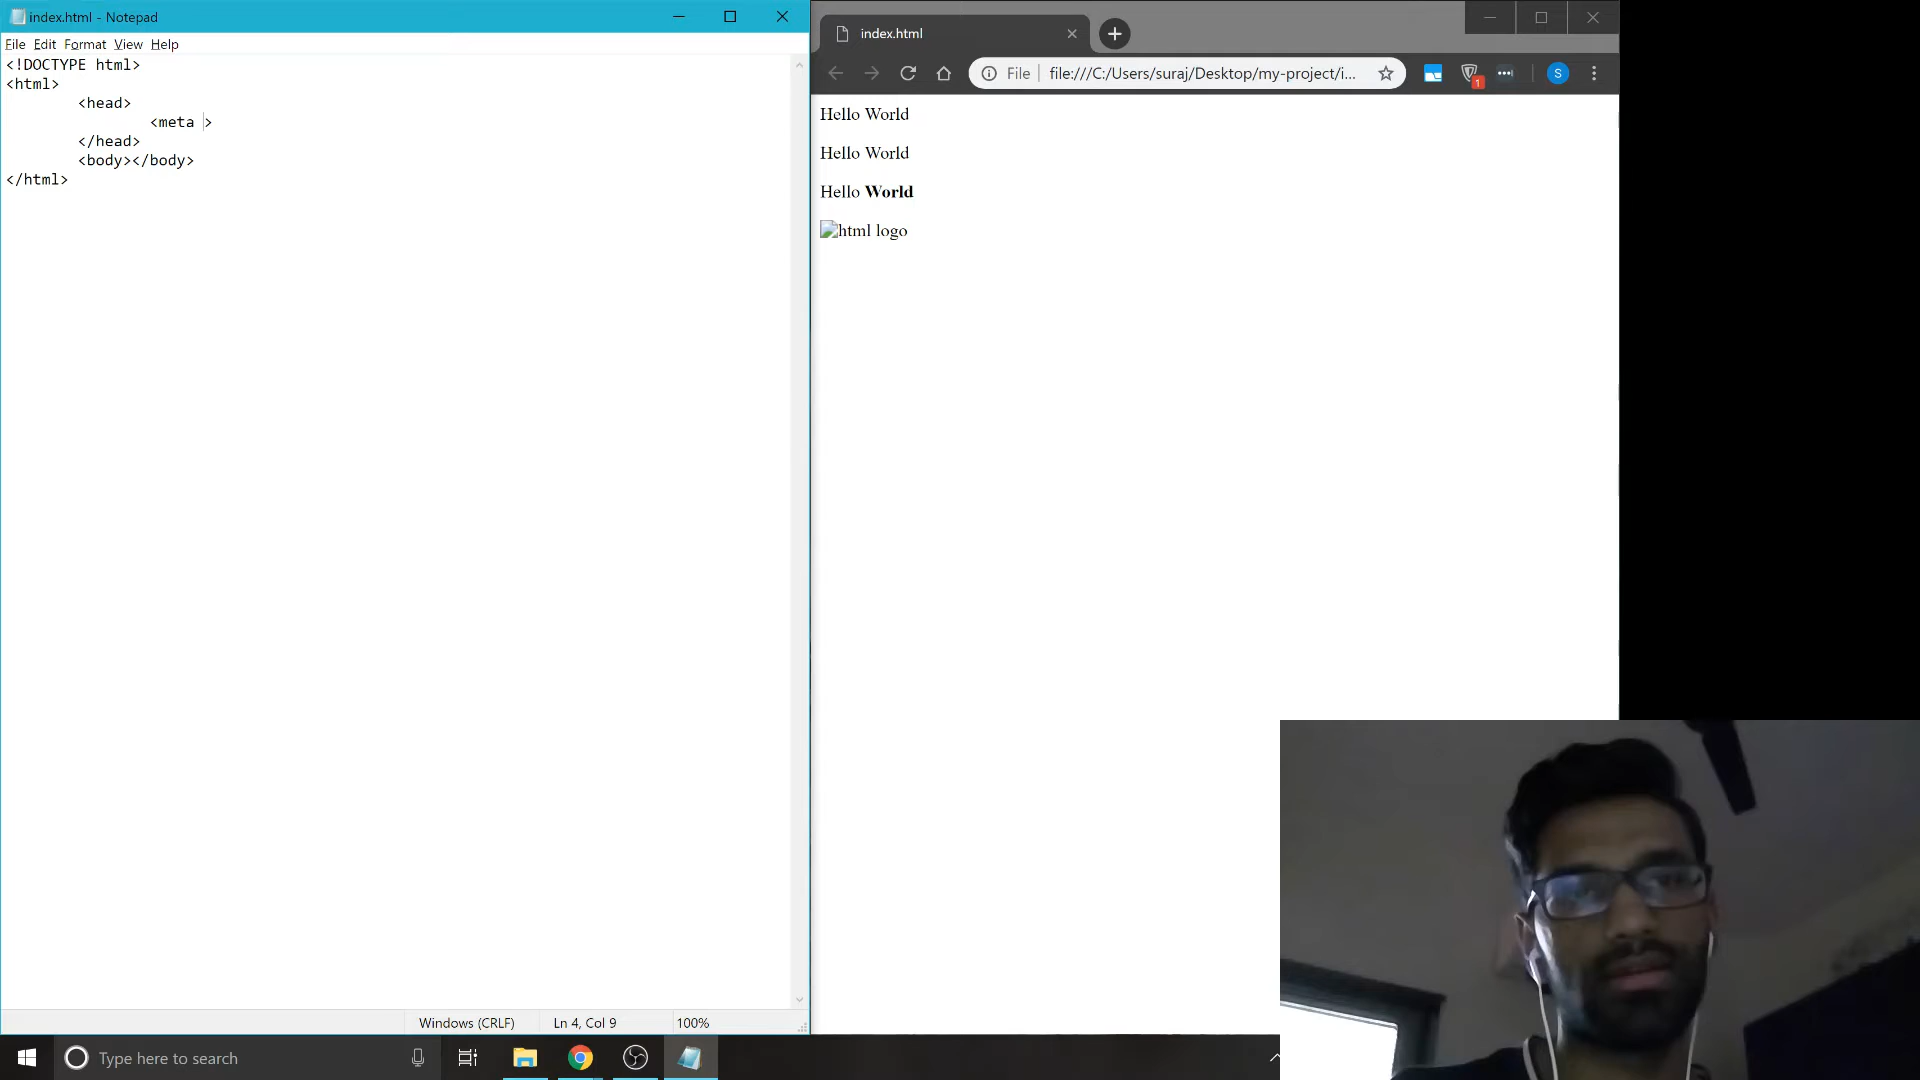 index.html - Notepad
File Edit Format View Help
<!DOCTYPE html>
<html>
<head>
<meta >
</head>
<body></body>
</html>
Windows (CRLF)
Ln 4, Col 9
100%
index.html
File
file:///C:/Users/suraj/Desktop/my-project/i...
1
S
Hello World
Hello World
Hello World
html logo
Type here to search